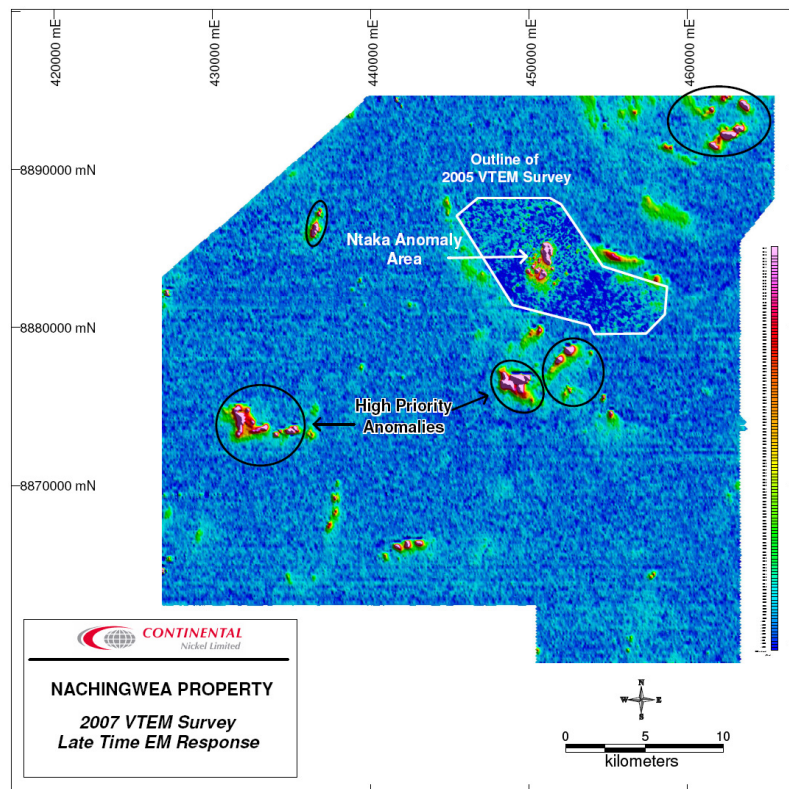 420000 mE
430000 mE
440000 mE
450000 mE
460000 mE
8890000 mN
8880000 mN
8870000 mN
Outline of
2005 VTEM Survey
Ntaka Anomaly
Area
High Priority
Anomalies
CONTINENTAL
Nickel Limited
NACHINGWEA PROPERTY
2007 VTEM Survey
Late Time EM Response
N
W E
S
0 5 10
kilometers